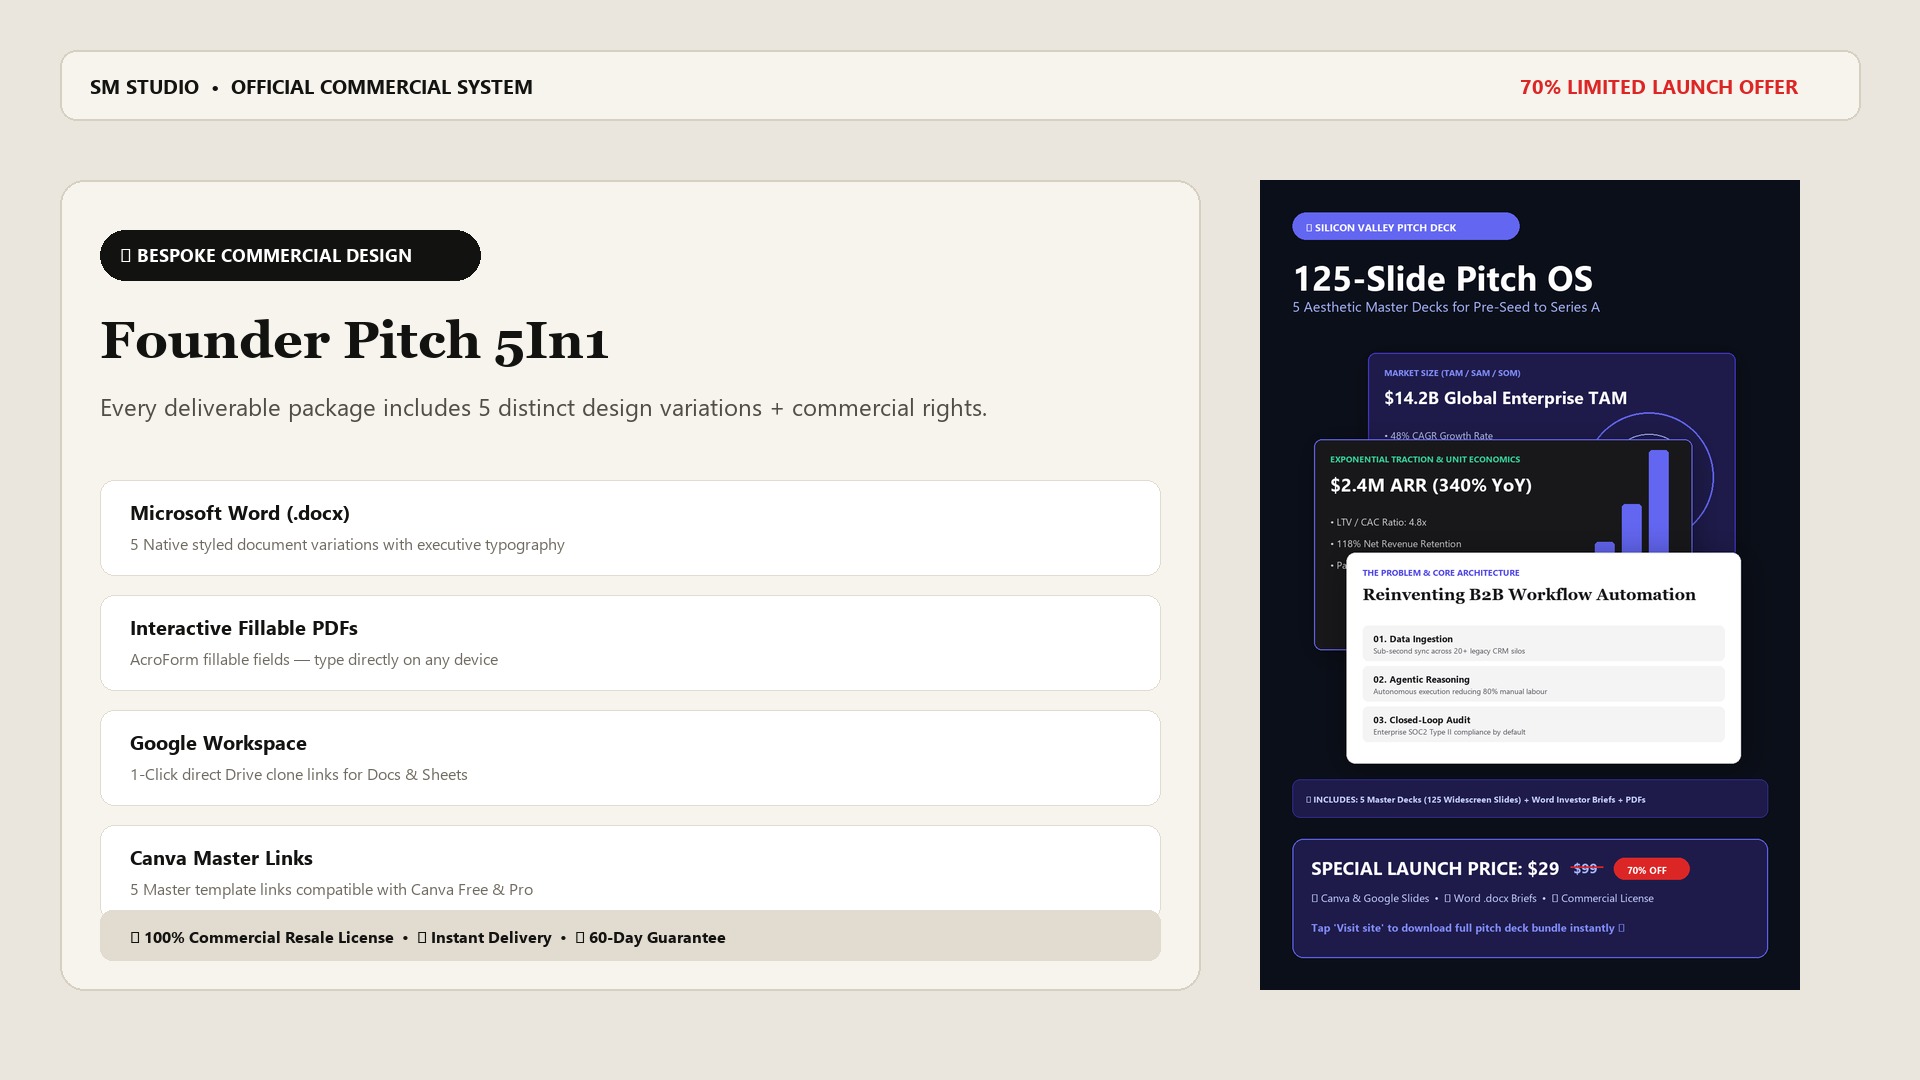 SM STUDIO • OFFICIAL COMMERCIAL SYSTEM
70% LIMITED LAUNCH OFFER
BESPOKE COMMERCIAL DESIGN
Founder Pitch 5In1
Every deliverable package includes 5 distinct design variations + commercial rights.
Microsoft Word (.docx)
5 Native styled document variations with executive typography
Interactive Fillable PDFs
AcroForm fillable fields — type directly on any device
Google Workspace
1-Click direct Drive clone links for Docs & Sheets
Canva Master Links
5 Master template links compatible with Canva Free & Pro
100% Commercial Resale License • Instant Delivery • 60-Day Guarantee
SILICON VALLEY PITCH DECK
125-Slide Pitch OS
5 Aesthetic Master Decks for Pre-Seed to Series A
MARKET SIZE (TAM / SAM / SOM)
$14.2B Global Enterprise TAM
• 48% CAGR Growth Rate
EXPONENTIAL TRACTION & UNIT ECONOMICS
$2.4M ARR (340% YoY)
• LTV / CAC Ratio: 4.8x
• 118% Net Revenue Retention
THE PROBLEM & CORE ARCHITECTURE
Reinventing B2B Workflow Automation
01. Data Ingestion
Sub-second sync across 20+ legacy CRM silos
02. Agentic Reasoning
Autonomous execution reducing 80% manual labour
03. Closed-Loop Audit
Enterprise SOC2 Type II compliance by default
INCLUDES: 5 Master Decks (125 Widescreen Slides) + Word Investor Briefs + PDFs
SPECIAL LAUNCH PRICE: $29 $99 70% OFF
Canva & Google Slides • Word .docx Briefs • Commercial License
Tap 'Visit site' to download full pitch deck bundle instantly